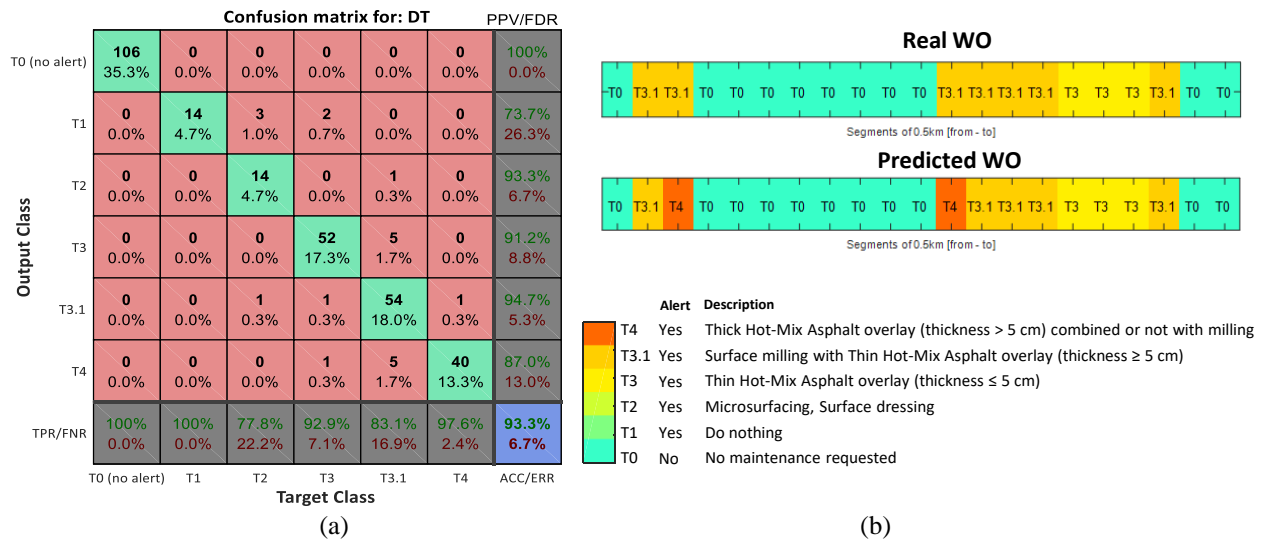 Confusion matrix for: DT PPV/FDR
T0 (no alert) 106 0 0 0 0 0 100%
35.3% 0.0% 0.0% 0.0% 0.0% 0.0% 0.0%
T1 0 14 3 2 0 0 73.7%
0.0% 4.7% 1.0% 0.7% 0.0% 0.0% 26.3%
T2 0 0 14 0 1 0 93.3%
0.0% 0.0% 4.7% 0.0% 0.3% 0.0% 6.7%
T3 0 0 0 52 5 0 91.2%
0.0% 0.0% 0.0% 17.3% 1.7% 0.0% 8.8%
T3.1 0 0 1 1 54 1 94.7%
0.0% 0.0% 0.3% 0.3% 18.0% 0.3% 5.3%
T4 0 0 0 1 5 40 87.0%
0.0% 0.0% 0.0% 0.3% 1.7% 13.3% 13.0%
TPR/FNR 100% 100% 77.8% 92.9% 83.1% 97.6% 93.3%
0.0% 0.0% 22.2% 7.1% 16.9% 2.4% 6.7%
T0 (no alert) T1 T2 T3 T3.1 T4 ACC/ERR
Target Class
Output Class
(a)
Real WO
T0 T3.1 T3.1 T0 T0 T0 T0 T0 T0 T0 T0 T3.1 T3.1 T3.1 T3.1 T3 T3 T3 T3.1 T0 T0
Segments of 0.5km [from - to]
Predicted WO
T0 T3.1 T4 T0 T0 T0 T0 T0 T0 T0 T0 T4 T3.1 T3.1 T3.1 T3 T3 T3 T3.1 T0 T0
Segments of 0.5km [from - to]
Alert Description
T4 Yes Thick Hot-Mix Asphalt overlay (thickness > 5 cm) combined or not with milling
T3.1 Yes Surface milling with Thin Hot-Mix Asphalt overlay (thickness ≥ 5 cm)
T3 Yes Thin Hot-Mix Asphalt overlay (thickness ≤ 5 cm)
T2 Yes Microsurfacing, Surface dressing
T1 Yes Do nothing
T0 No No maintenance requested
(b)